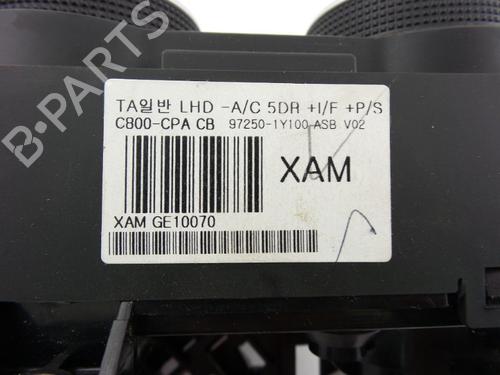 TA일반 LHD -A/C 5DR +I/F +P/S
C800-CPA CB 97250-1Y100 ASB V02
XAM
XAM GE10070
B-PARTS